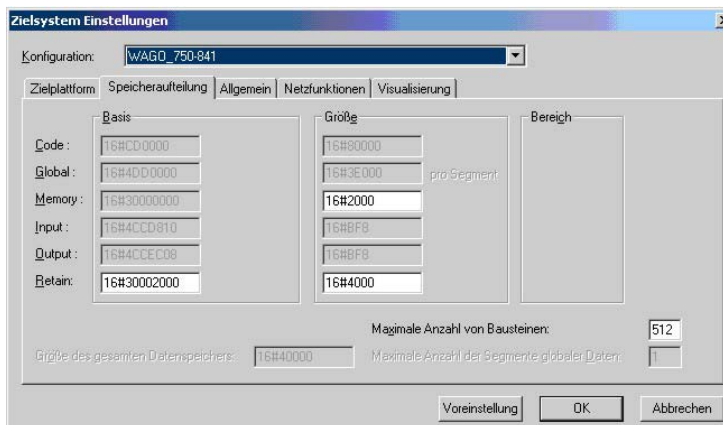 Zielsystem Einstellungen
Konfiguration: WAGO_750-841
Zielplattform Speicheraufteilung Allgemein Netzfunktionen Visualisierung
Basis Größe Bereich
Code : 16#CD0000 16#80000
Global : 16#4DD0000 16#3E000 pro Segment
Memory : 16#30000000 16#2000
Input : 16#4CCD810 16#BF8
Output : 16#4CCEC08 16#BF8
Retain: 16#30002000 16#4000
Maximale Anzahl von Bausteinen: 512
Größe des gesamten Datenspeichers: 16#40000 Maximale Anzahl der Segmente globaler Daten: 1
Voreinstellung OK Abbrechen